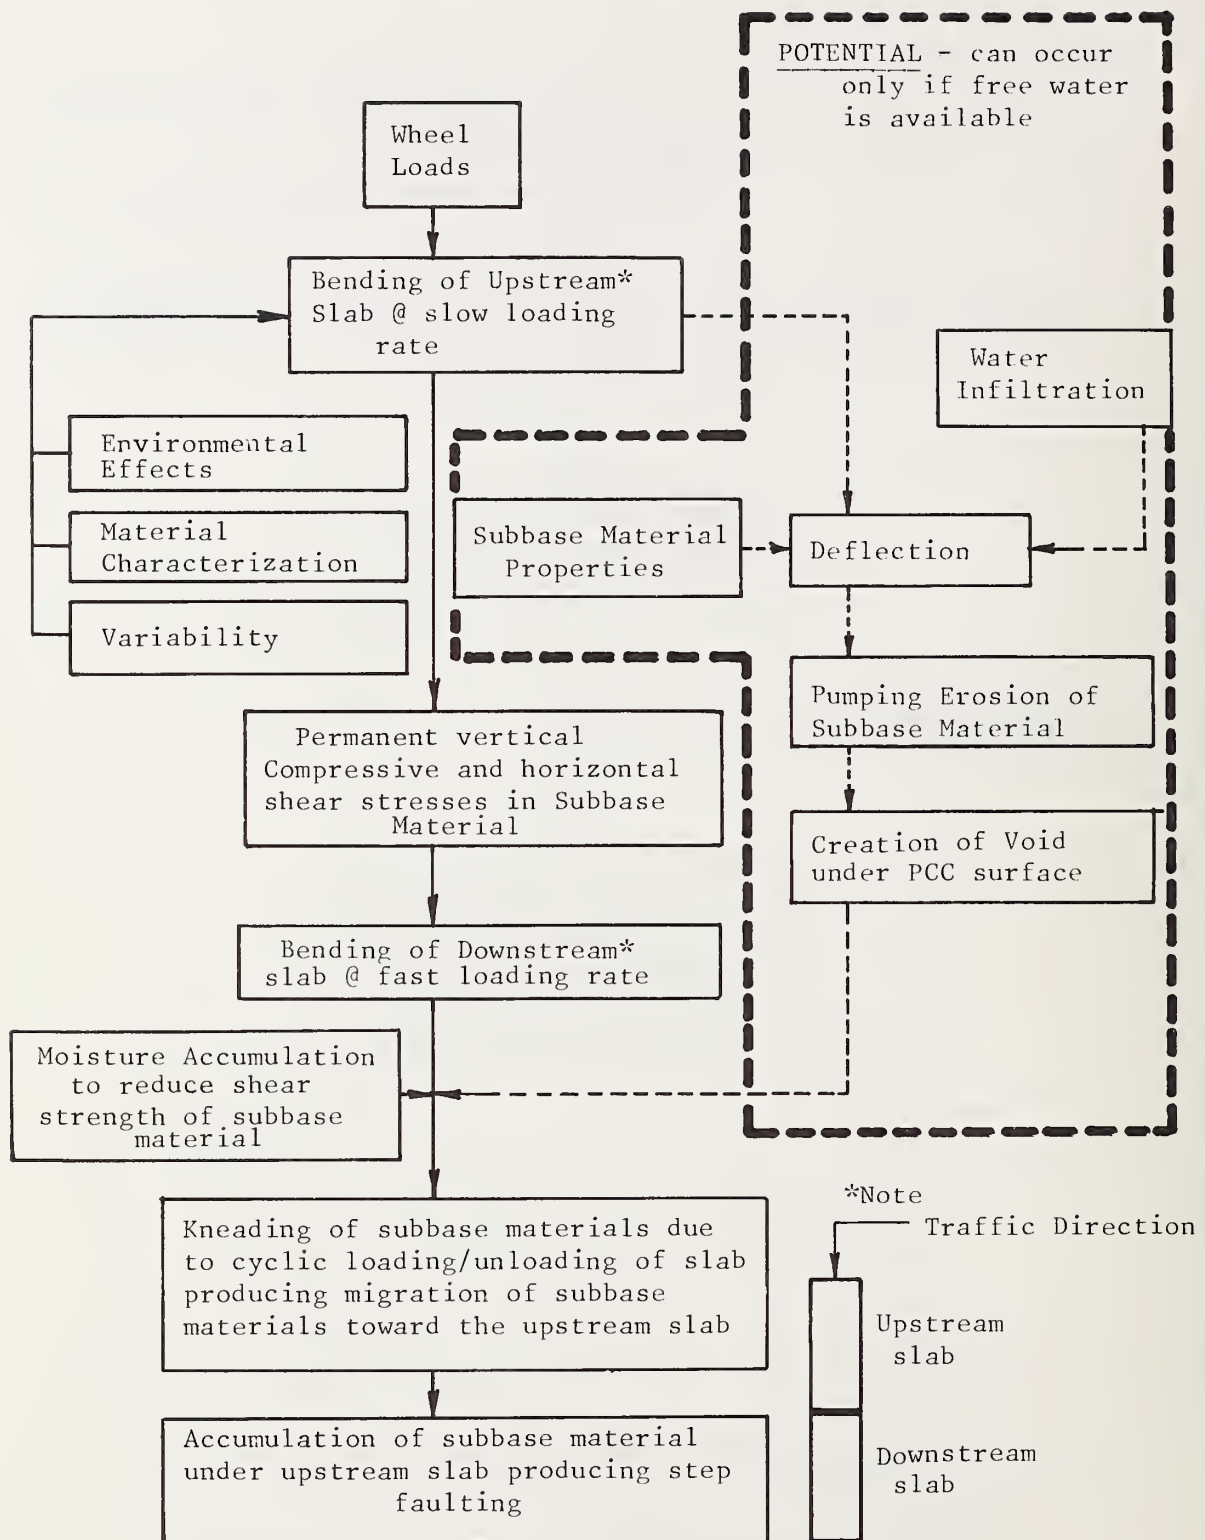 POTENTIAL - can occur
only if free water
is available
Wheel
Loads
Bending of Upstream*
Slab @ slow loading
rate
Water
Infiltration
Environmental
Effects
Material
Characterization
Variability
Subbase Material
Properties
Deflection
Pumping Erosion of
Subbase Material
Permanent vertical
Compressive and horizontal
shear stresses in Subbase
Material
Creation of Void
under PCC surface
Bending of Downstream*
slab @ fast loading rate
Moisture Accumulation
to reduce shear
strength of subbase
material
Kneading of subbase materials due
to cyclic loading/unloading of slab
producing migration of subbase
materials toward the upstream slab
Accumulation of subbase material
under upstream slab producing step
faulting
*Note
Traffic Direction
Upstream
slab
Downstream
slab